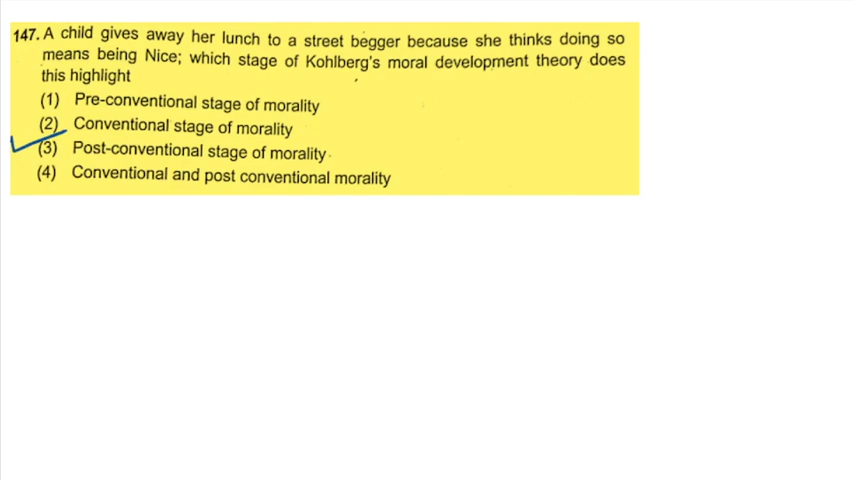 147. A child gives away her lunch to a street begger because she thinks doing so
means being Nice; which stage of Kohlberg's moral development theory does
this highlight
(1) Pre-conventional stage of morality
(2) Conventional stage of morality
(3) Post-conventional stage of morality
(4) Conventional and post conventional morality